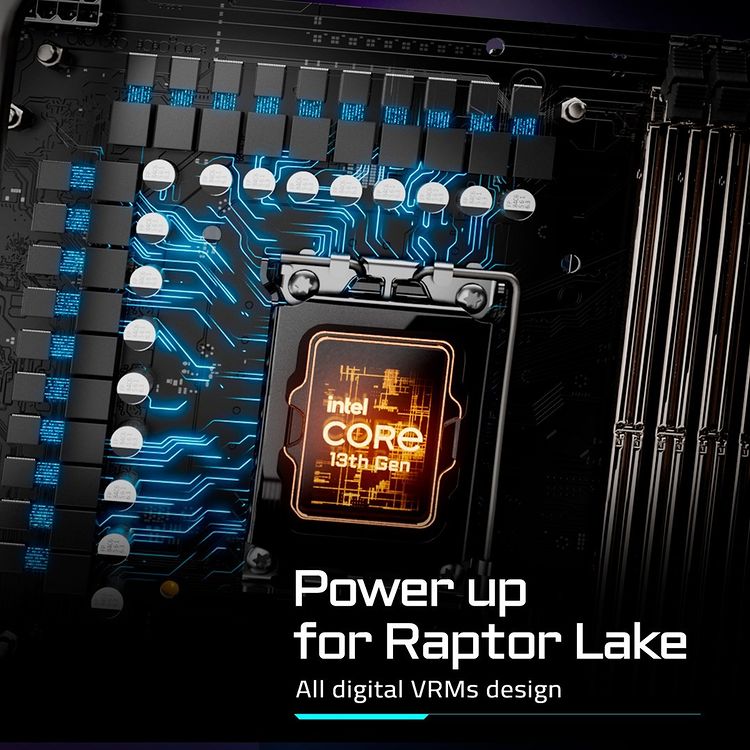 intel
CORE
13th Gen
Power up
for Raptor Lake
All digital VRMs design